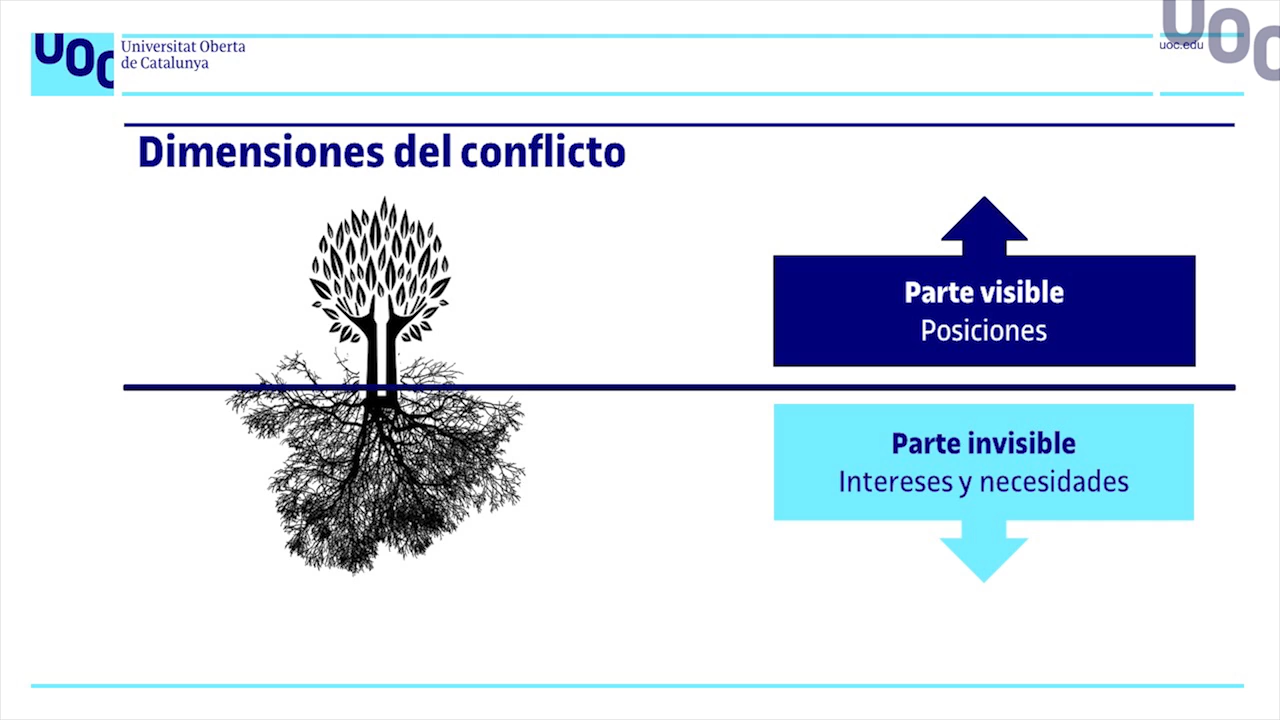 UOC
Universitat Oberta
de Catalunya
uoc.edu
UOC
Dimensiones del conflicto
Parte visible
Posiciones
Parte invisible
Intereses y necesidades